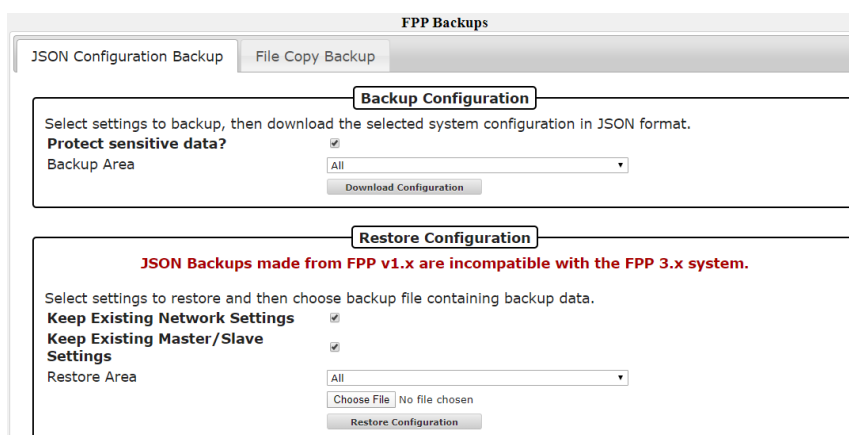 FPP Backups
JSON Configuration Backup
File Copy Backup
Backup Configuration
Select settings to backup, then download the selected system configuration in JSON format.
Protect sensitive data?
Backup Area
All
Download Configuration
Restore Configuration
JSON Backups made from FPP v1.x are incompatible with the FPP 3.x system.
Select settings to restore and then choose backup file containing backup data.
Keep Existing Network Settings
Keep Existing Master/Slave
Settings
Restore Area
All
Choose File No file chosen
Restore Configuration